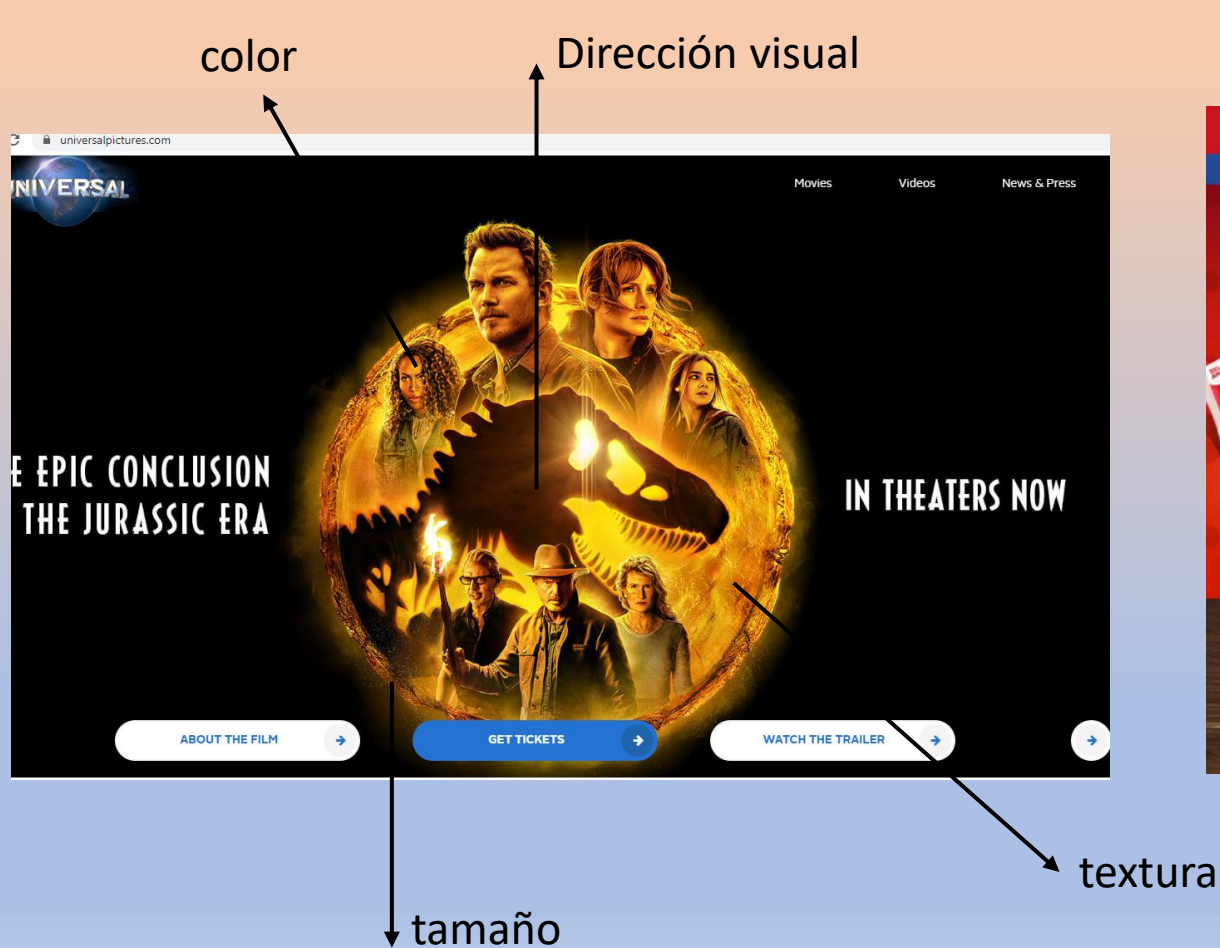 color
Dirección visual
universalpictures.com
NIVERSAL
Movies
Videos
News & Press
E EPIC CONCLUSION
THE JURASSIC ERA
IN THEATERS NOW
ABOUT THE FILM
GET TICKETS
WATCH THE TRAILER
textura
tamaño